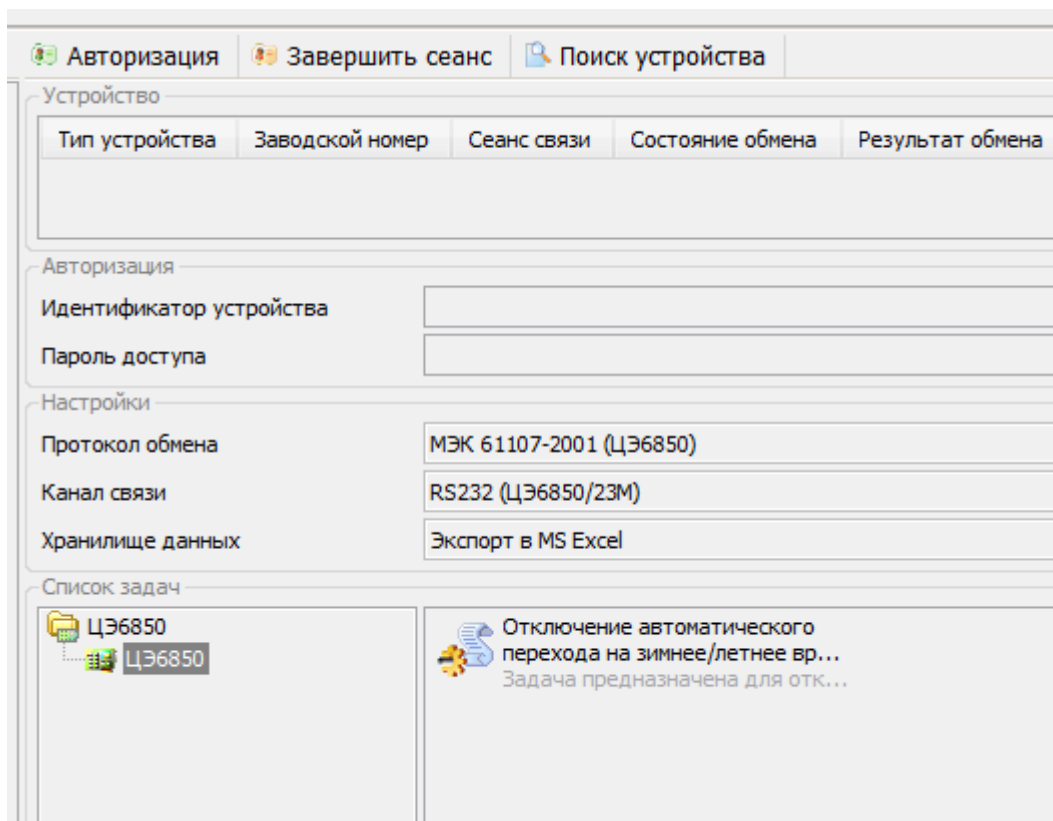 Авторизация Завершить сеанс Поиск устройства
Устройство
Тип устройства Заводской номер Сеанс связи Состояние обмена Результат обмена
Авторизация
Идентификатор устройства
Пароль доступа
Настройки
Протокол обмена МЭК 61107-2001 (ЦЭ6850)
Канал связи RS232 (ЦЭ6850/23М)
Хранилище данных Экспорт в MS Excel
Список задач
ЦЭ6850
ЦЭ6850
Отключение автоматического
перехода на зимнее/летнее вр...
Задача предназначена для отк...